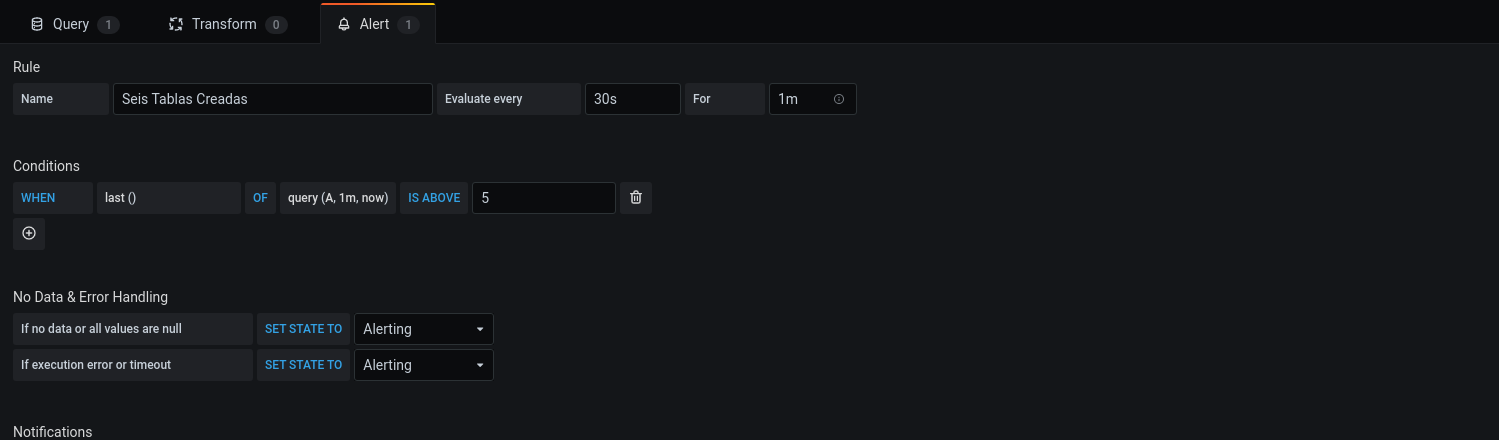 Query 1 Transform 0 Alert 1
Rule
Name Seis Tablas Creadas Evaluate every 30s For 1m
Conditions
WHEN last () OF query (A, 1m, now) IS ABOVE 5
No Data & Error Handling
If no data or all values are null SET STATE TO Alerting
If execution error or timeout SET STATE TO Alerting
Notifications